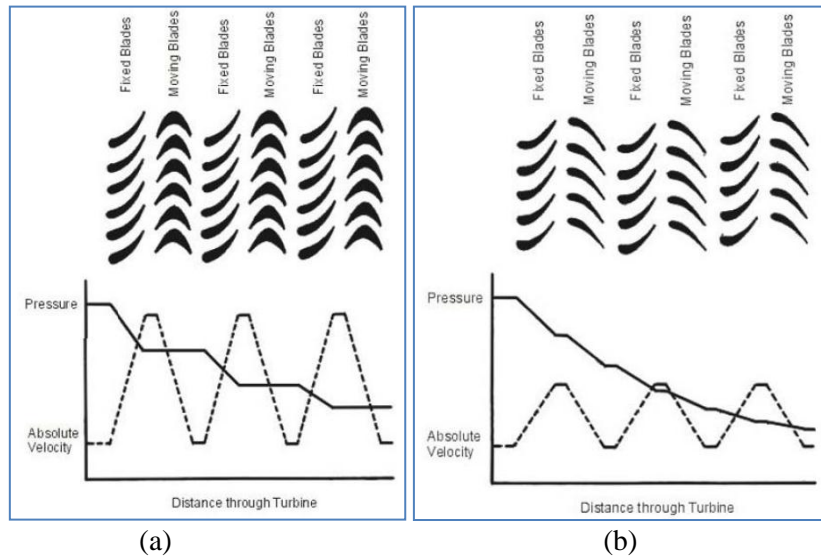 Fixed Blades
Moving Blades
Fixed Blades
Moving Blades
Fixed Blades
Moving Blades
Pressure
Absolute
Velocity
Distance through Turbine
(a)
Fixed Blades
Moving Blades
Fixed Blades
Moving Blades
Fixed Blades
Moving Blades
Pressure
Absolute
Velocity
Distance through Turbine
(b)